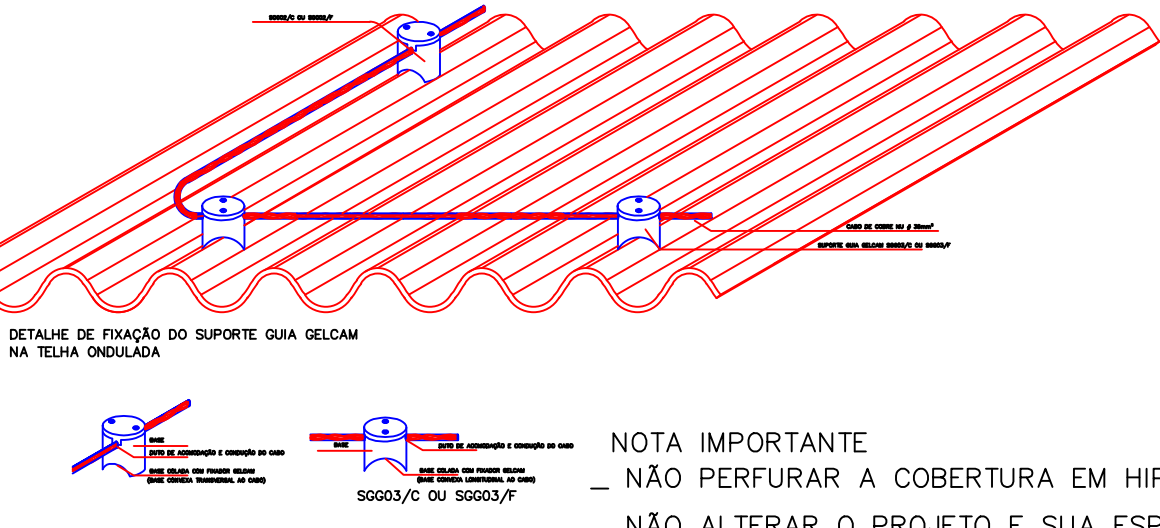 SGG02/C OU SGG02/F
CABO DE COBRE NU # 35mm²
SUPORTE GUIA GELCAM SGG03/C OU SGG03/F
DETALHE DE FIXAÇÃO DO SUPORTE GUIA GELCAM
NA TELHA ONDULADA
BASE
DUTO DE ACOMODAÇÃO E CONDUÇÃO DO CABO
BASE COLADA COM FIXADOR GELCAM
(BASE CONVEXA TRANSVERSAL AO CABO)
BASE
DUTO DE ACOMODAÇÃO E CONDUÇÃO DO CABO
BASE COLADA COM FIXADOR GELCAM
(BASE CONVEXA LONGITUDINAL AO CABO)
SGG03/C OU SGG03/F
NOTA IMPORTANTE
_ NÃO PERFURAR A COBERTURA EM
NÃO ALTERAR O PROJETO E SUA